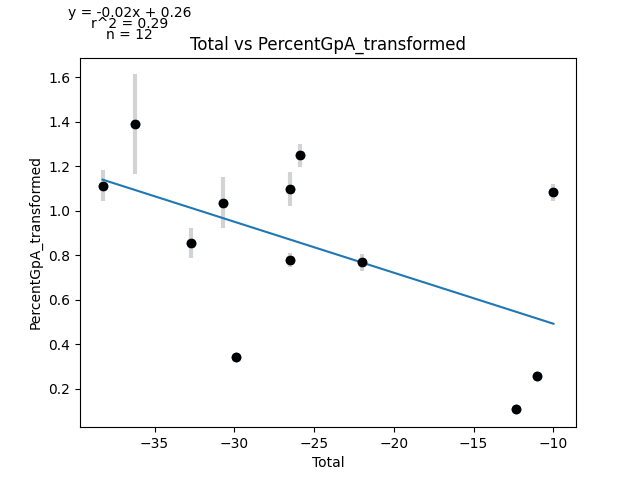 y = -0.02x + 0.26
r^2 = 0.29
n = 12
Total vs PercentGpA_transformed
1.6
1.4
1.2
1.0
0.8
0.6
0.4
0.2
PercentGpA_transformed
−35
−30
−25
−20
−15
−10
Total